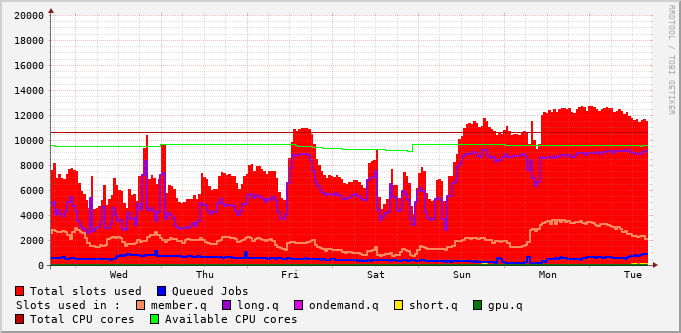 20000
18000
16000
14000
12000
10000
8000
6000
4000
2000
0
Wed Thu Fri Sat Sun Mon Tue
Total slots used Queued Jobs
Slots used in : member.q long.q ondemand.q short.q gpu.q
Total CPU cores Available CPU cores
RRDTOOL / TOBI OETIKER